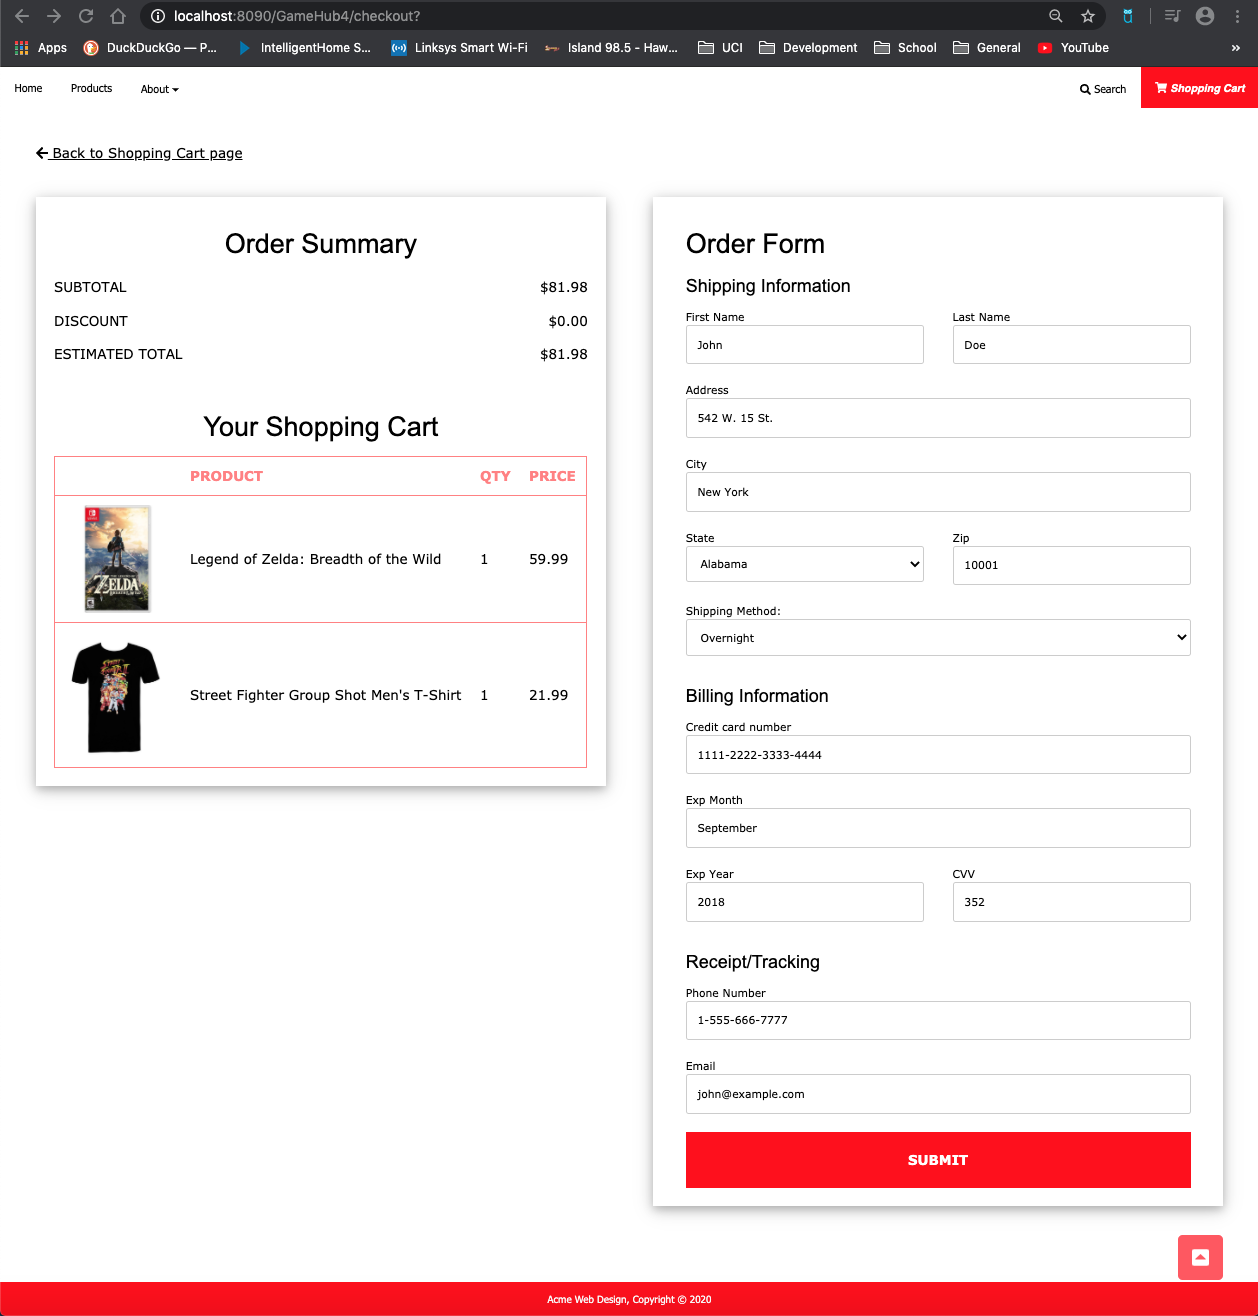 localhost:8090/GameHub4/checkout?
Apps DuckDuckGo — P... IntelligentHome S... Linksys Smart Wi-Fi Island 98.5 - Haw... UCI Development School General YouTube »
Home Products About Search Shopping Cart
Back to Shopping Cart page
Order Summary
SUBTOTAL $81.98
DISCOUNT $0.00
ESTIMATED TOTAL $81.98
Your Shopping Cart
PRODUCT QTY PRICE
ZELDA
Legend of Zelda: Breadth of the Wild 1 59.99
Street Fighter Group Shot Men's T-Shirt 1 21.99
Order Form
Shipping Information
First Name Last Name
John Doe
Address
542 W. 15 St.
City
New York
State Zip
Alabama 10001
Shipping Method:
Overnight
Billing Information
Credit card number
1111-2222-3333-4444
Exp Month
September
Exp Year CVV
2018 352
Receipt/Tracking
Phone Number
1-555-666-7777
Email
john@example.com
SUBMIT
Acme Web Design, Copyright © 2020